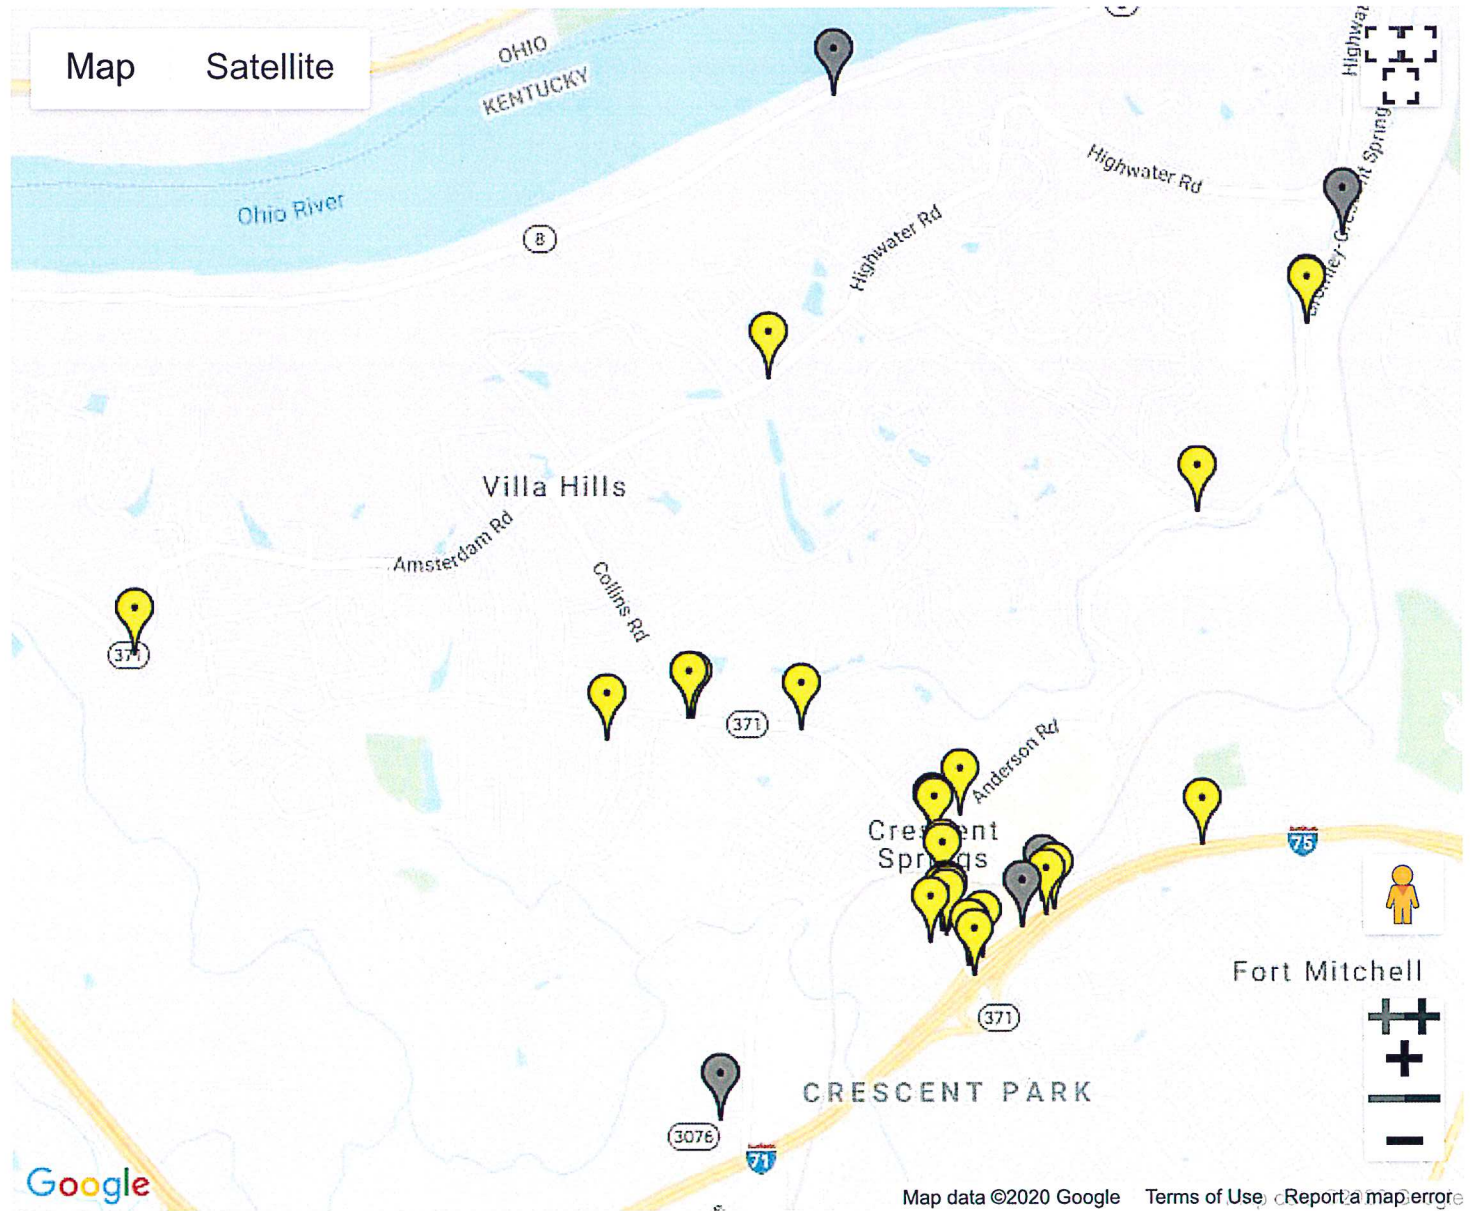 Map Satellite
OHIO
KENTUCKY
Ohio River
8
Highwater Rd
Highwater Rd
Villa Hills
Amsterdam Rd
Collins Rd
371
371
Anderson Rd
Crescent
Springs
75
Fort Mitchell
371
CRESCENT PARK
3076
71
Google
Map data ©2020 Google Terms of Use Report a map error